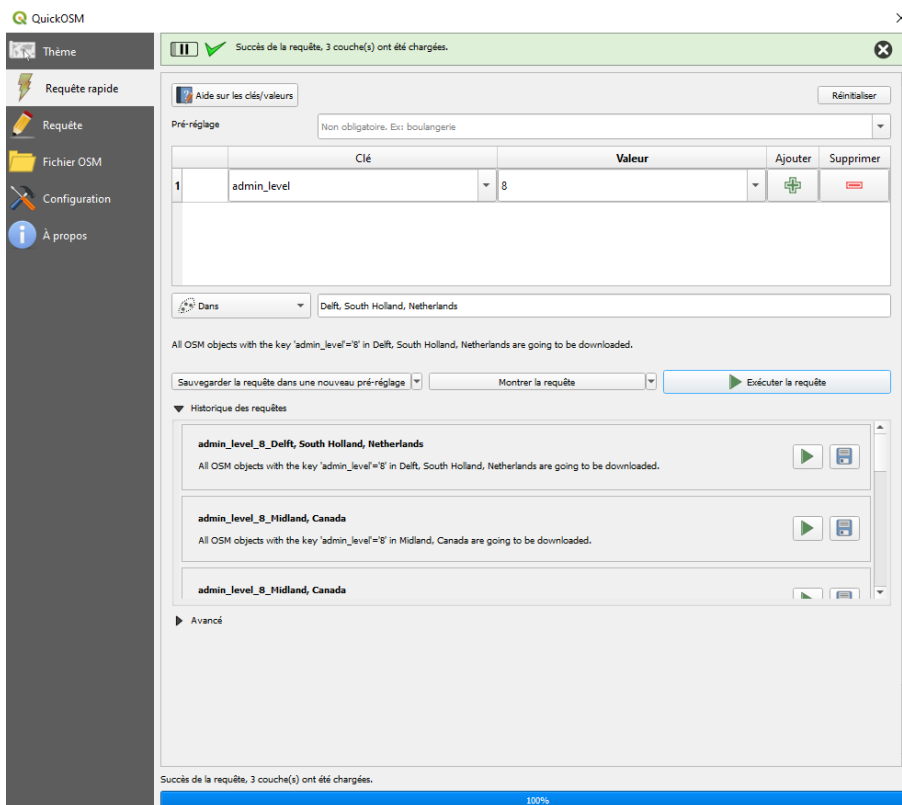 QuickOSM
Thème
Requête rapide
Requête
Fichier OSM
Configuration
À propos
Succès de la requête, 3 couche(s) ont été chargées.
Aide sur les clés/valeurs
Réinitialiser
Pré-réglage
Non obligatoire. Ex: boulangerie
Clé Valeur Ajouter Supprimer
1 admin_level 8
Dans
Delft, South Holland, Netherlands
All OSM objects with the key 'admin_level'='8' in Delft, South Holland, Netherlands are going to be downloaded.
Sauvegarder la requête dans une nouveau pré-réglage
Montrer la requête
Exécuter la requête
Historique des requêtes
admin_level_8_Delft, South Holland, Netherlands
All OSM objects with the key 'admin_level'='8' in Delft, South Holland, Netherlands are going to be downloaded.
admin_level_8_Midland, Canada
All OSM objects with the key 'admin_level'='8' in Midland, Canada are going to be downloaded.
admin_level_8_Midland, Canada
Avancé
Succès de la requête, 3 couche(s) ont été chargées.
100%